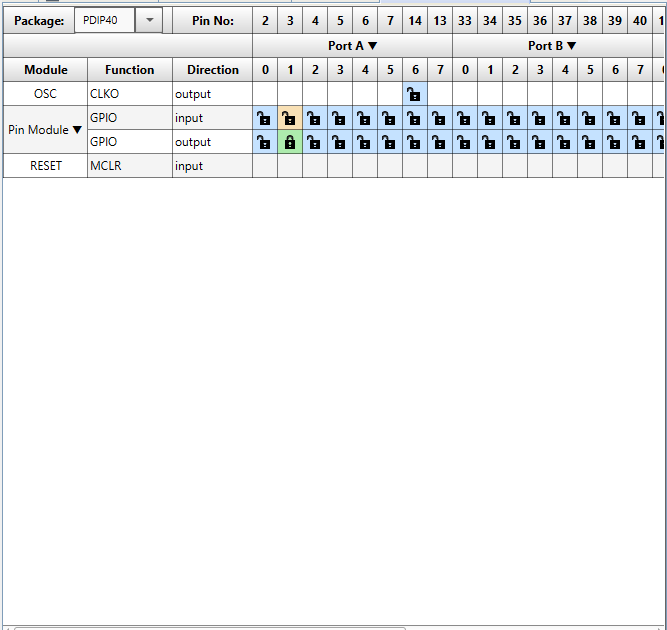 Package: PDIP40 Pin No: 2 3 4 5 6 7 14 13 33 34 35 36 37 38 39 40
Port A ▼ Port B ▼
Module Function Direction 0 1 2 3 4 5 6 7 0 1 2 3 4 5 6 7
OSC CLKO output
Pin Module ▼
GPIO input
GPIO output
RESET MCLR input